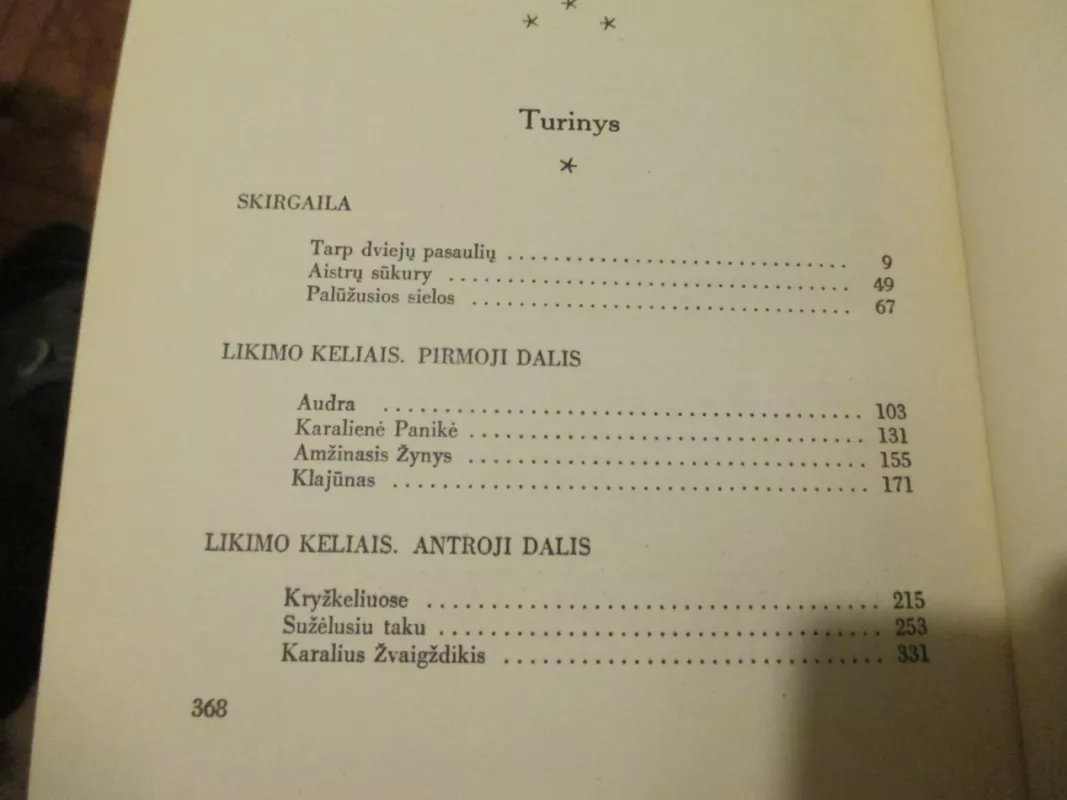 Turinys
SKIRGAILA
Tarp dviejų pasaulių 9
Aistrų sūkury 49
Palūžusios sielos 67
LIKIMO KELIAIS. PIRMOJI DALIS
Audra 103
Karalienė Panikė 131
Amžinasis Žynys 155
Klajūnas 171
LIKIMO KELIAIS. ANTROJI DALIS
Kryžkeliuose 215
Sužėlusiu taku 253
Karalius Žvaigždikis 331
368